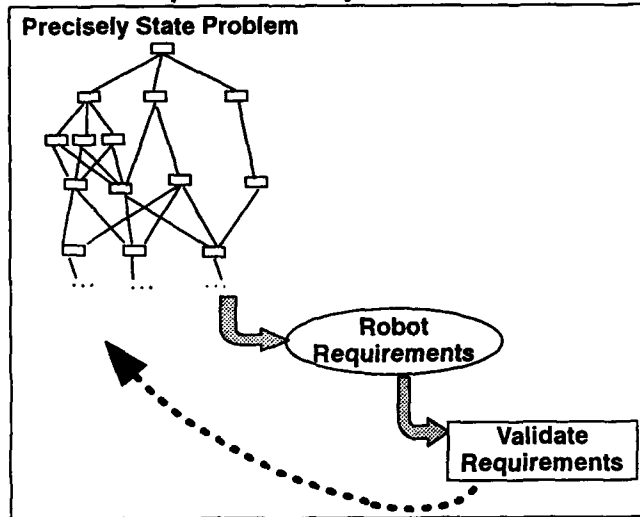 Precisely State Problem
... ... ...
Robot
Requirements
Validate
Requirements